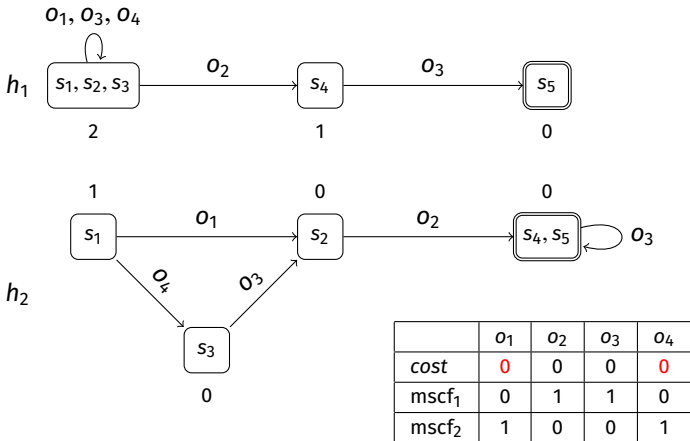 o₁, o₃, o₄
h₁ s₁, s₂, s₃ o₂ s₄ o₃ s₅
2 1 0
1 0 0
s₁ o₁ s₂ o₂ s₄, s₅ o₃
o₄ o₃
h₂
s₃
0
o₁ o₂ o₃ o₄
cost 0 0 0 0
mscf₁ 0 1 1 0
mscf₂ 1 0 0 1